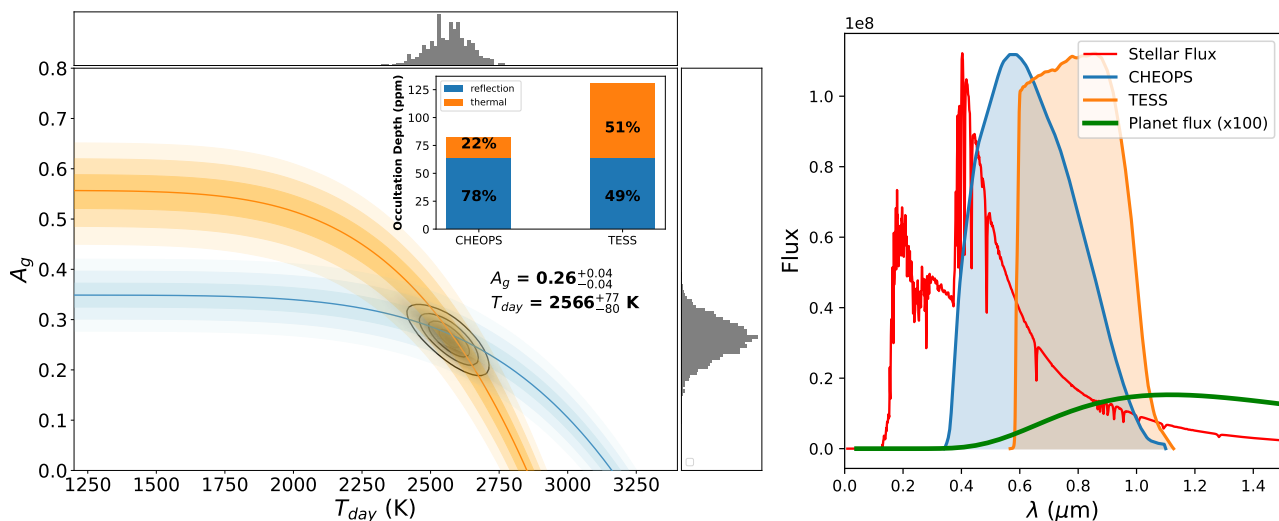 0.8
0.7
0.6
0.5
0.4
0.3
0.2
0.1
0.0
A_g
1250 1500 1750 2000 2250 2500 2750 3000 3250
T_day (K)
Occultation Depth (ppm)
125
100
75
50
25
0
reflection
thermal
22%
78%
51%
49%
CHEOPS TESS
A_g = 0.26^{+0.04}_{-0.04}
T_day = 2566^{+77}_{-80} K
1e8
Flux
1.0
0.8
0.6
0.4
0.2
0.0
Stellar Flux
CHEOPS
TESS
Planet flux (x100)
0.0 0.2 0.4 0.6 0.8 1.0 1.2 1.4
λ (μm)